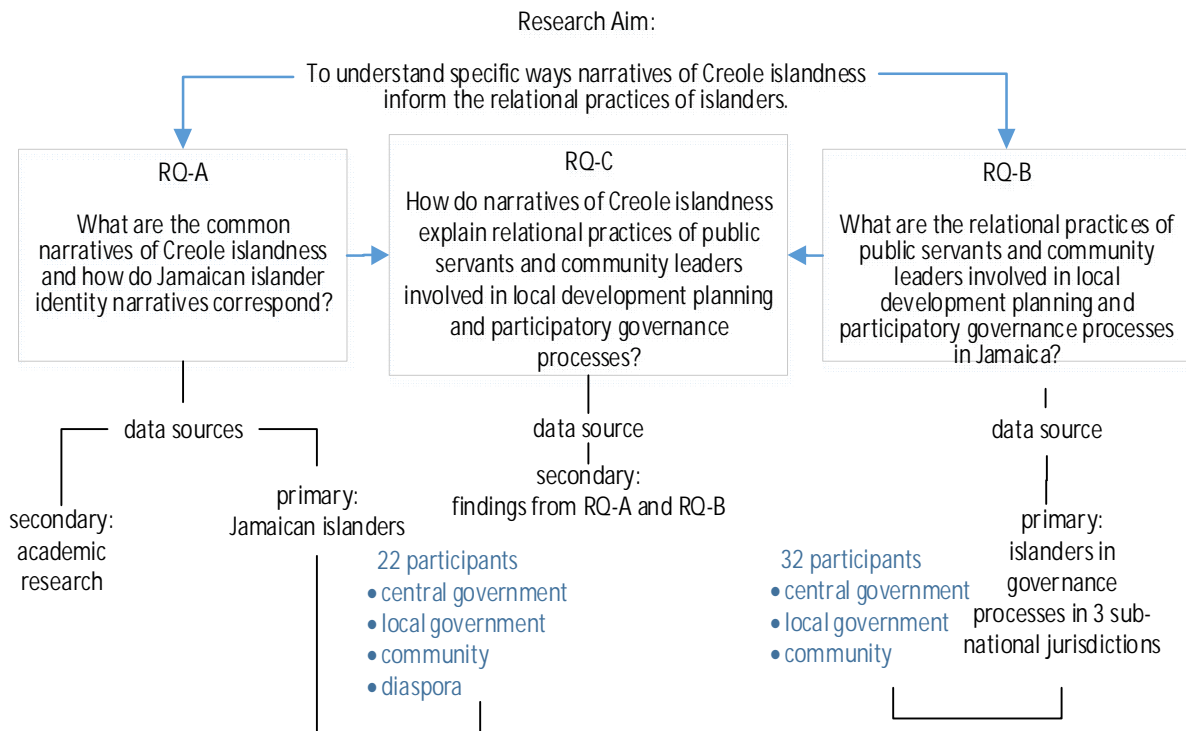 Research Aim:
To understand specific ways narratives of Creole islandness
inform the relational practices of islanders.
RQ-A
What are the common
narratives of Creole islandness
and how do Jamaican islander
identity narratives correspond?
RQ-C
How do narratives of Creole islandness
explain relational practices of public
servants and community leaders
involved in local development planning
and participatory governance
processes?
RQ-B
What are the relational practices of
public servants and community
leaders involved in local
development planning and
participatory governance processes
in Jamaica?
data sources
secondary:
academic
research
primary:
Jamaican islanders
22 participants
• central government
• local government
• community
• diaspora
data source
secondary:
findings from RQ-A and RQ-B
data source
primary:
islanders in
governance
processes in 3 sub-
national jurisdictions
32 participants
• central government
• local government
• community